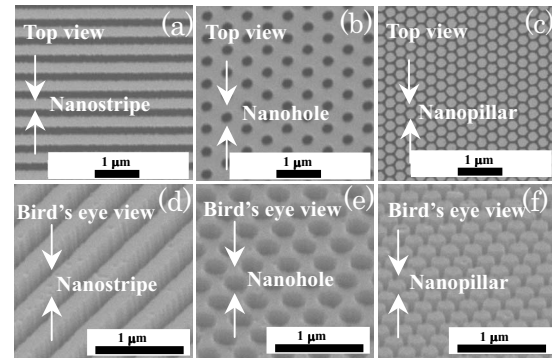 (a)
Top view
Nanostripe
1 μm
(b)
Top view
Nanohole
1 μm
(c)
Top view
Nanopillar
1 μm
(d)
Bird's eye view
Nanostripe
1 μm
(e)
Bird's eye view
Nanohole
1 μm
(f)
Bird's eye view
Nanopillar
1 μm